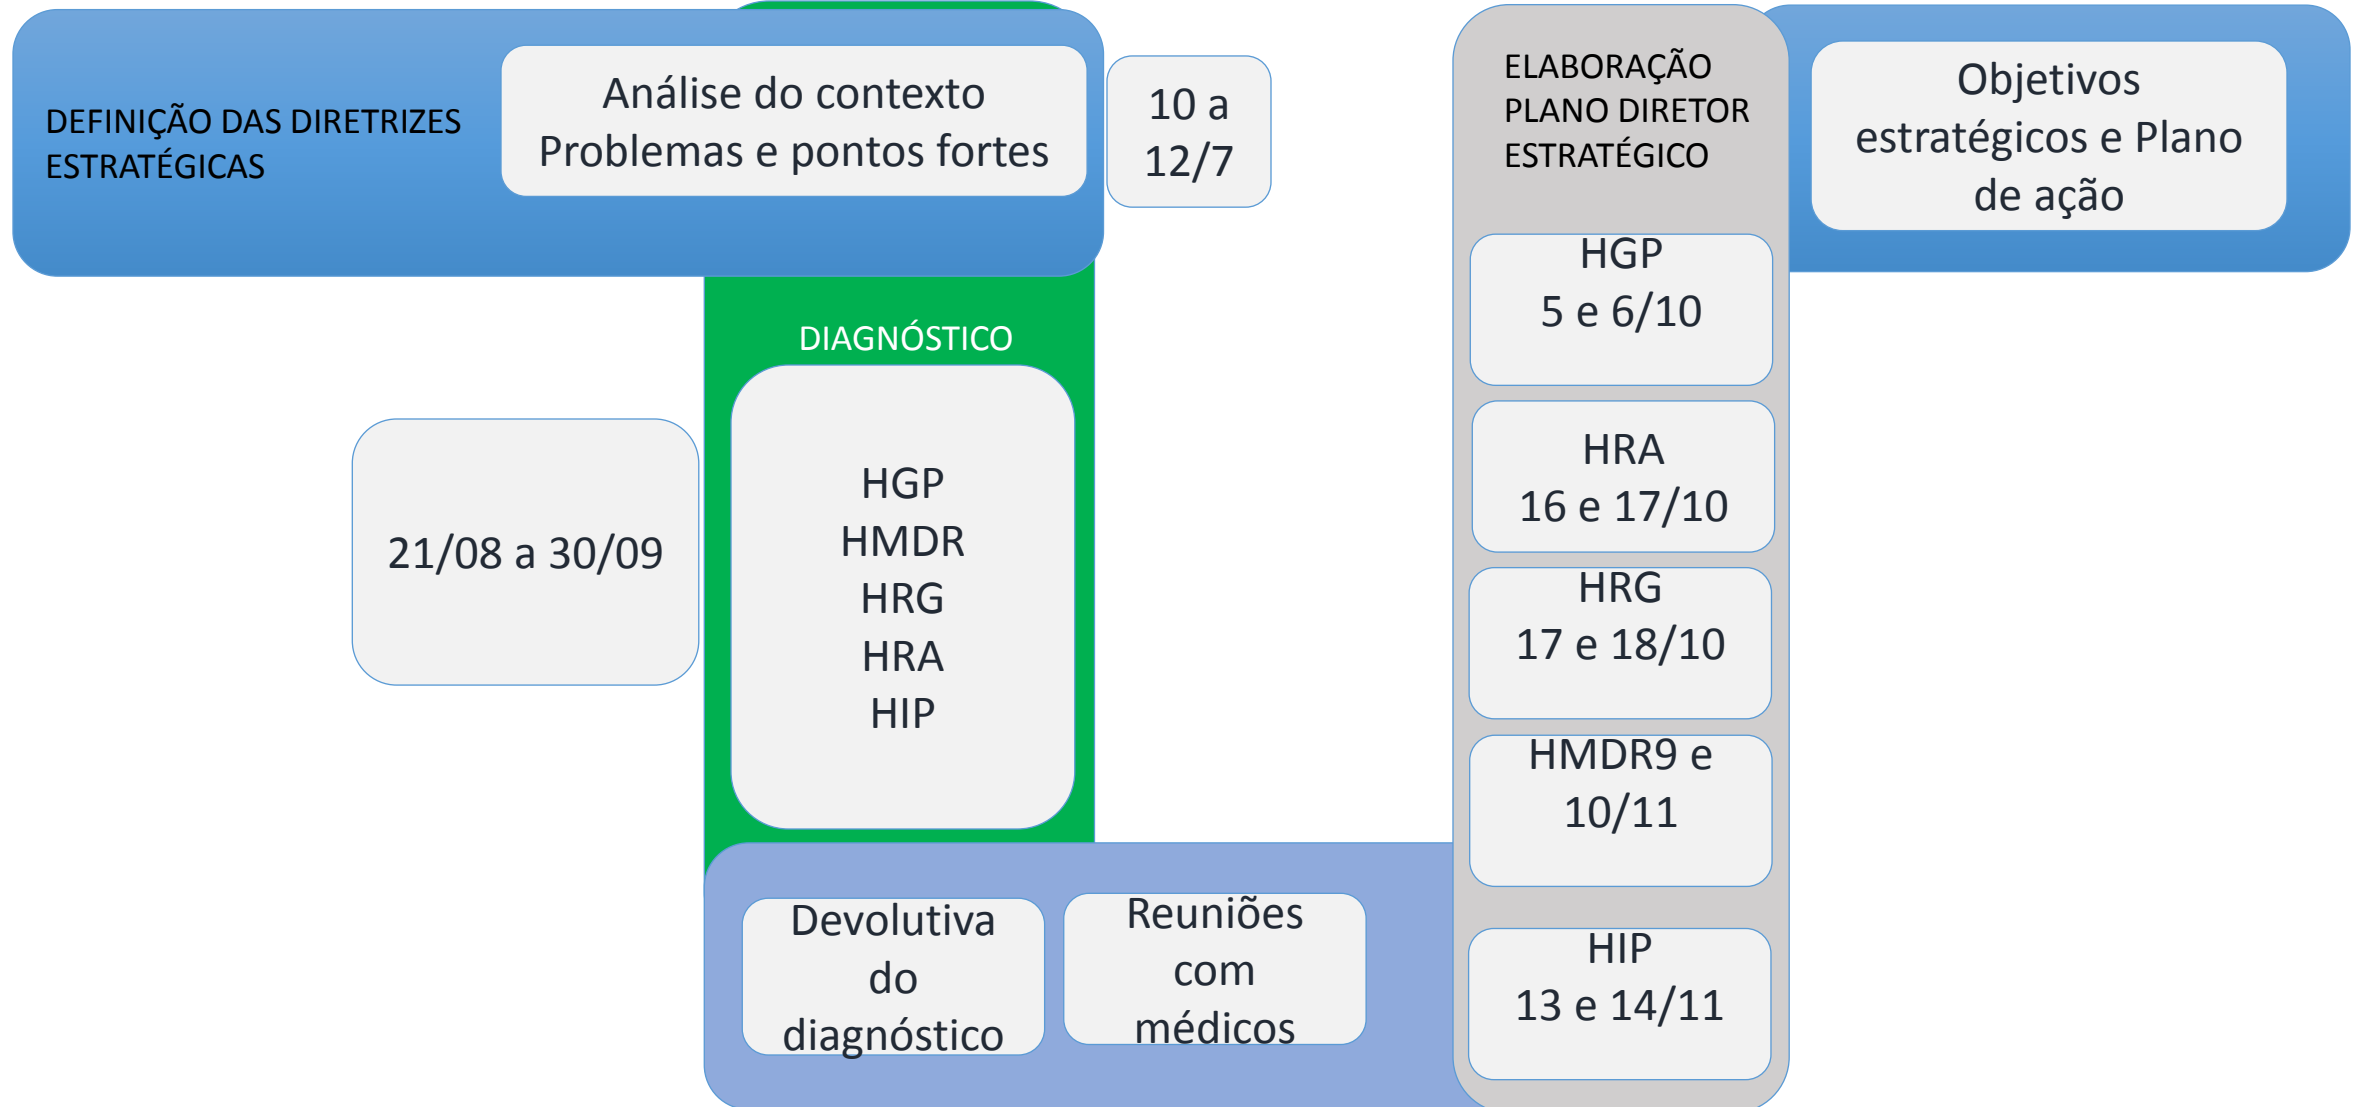 DEFINIÇÃO DAS DIRETRIZES
ESTRATÉGICAS
Análise do contexto
Problemas e pontos fortes
10 a
12/7
DIAGNÓSTICO
HGP
HMDR
HRG
HRA
HIP
21/08 a 30/09
Devolutiva
do
diagnóstico
Reuniões
com
médicos
ELABORAÇÃO
PLANO DIRETOR
ESTRATÉGICO
HGP
5 e 6/10
HRA
16 e 17/10
HRG
17 e 18/10
HMDR9 e
10/11
HIP
13 e 14/11
Objetivos
estratégicos e Plano
de ação